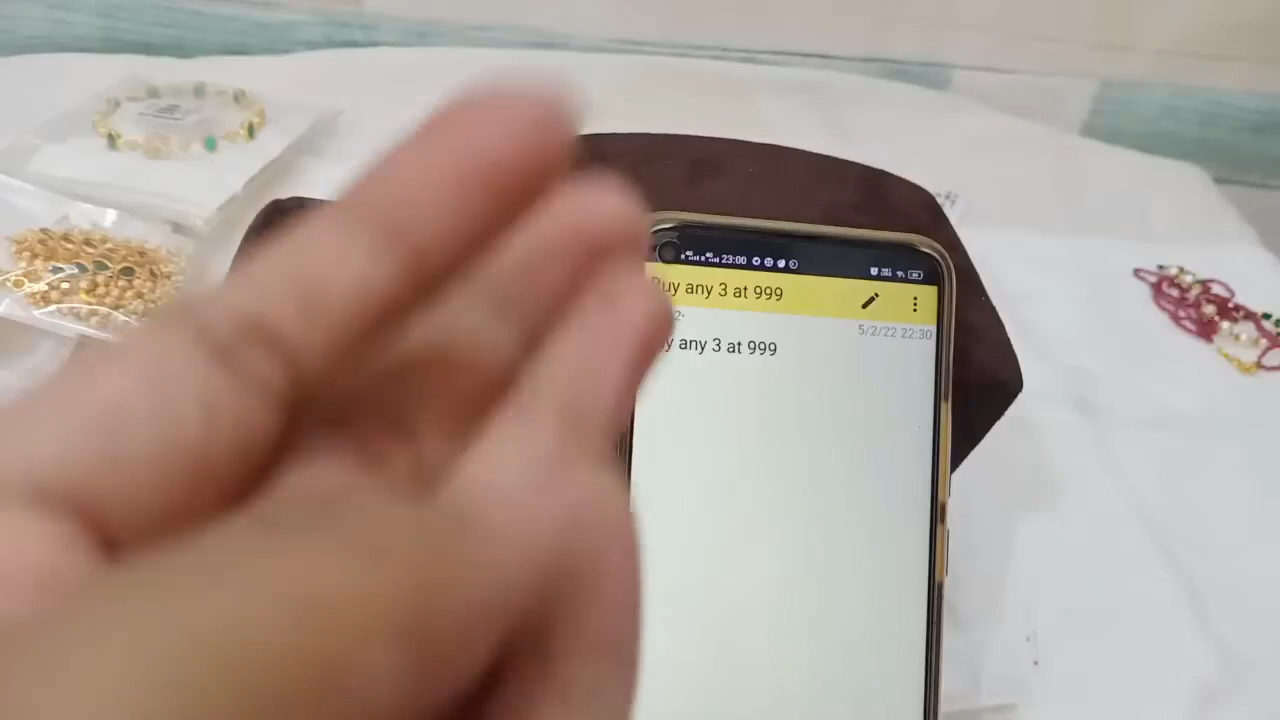 23:00
Buy any 3 at 999
5/2/22 22:30
any 3 at 999